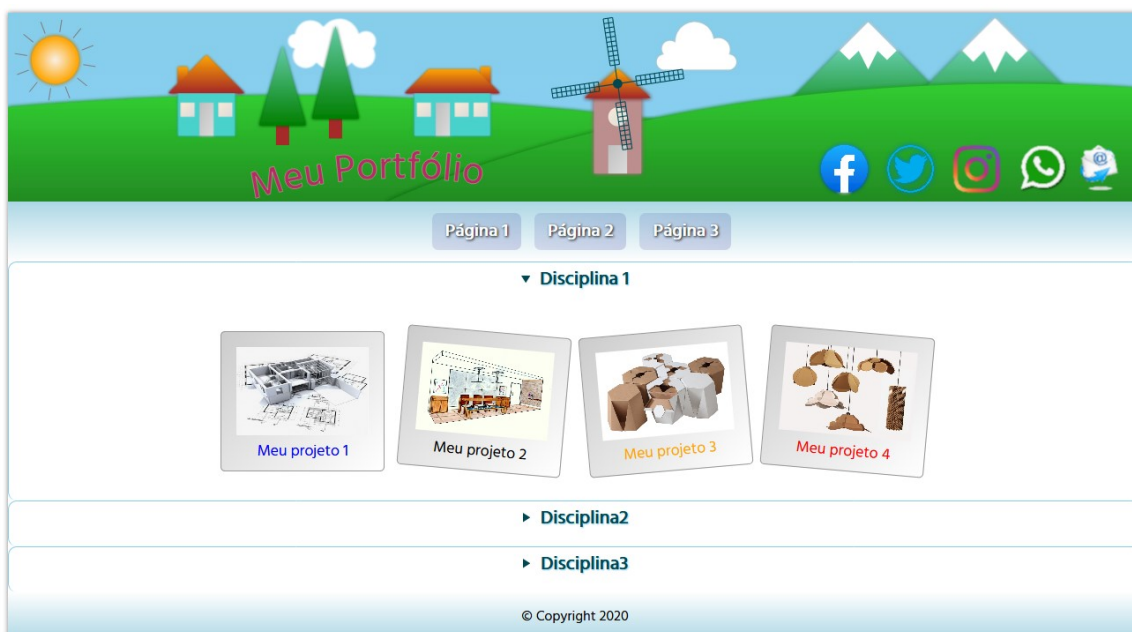 Meu Portfólio
Página 1 Página 2 Página 3
Disciplina 1
Meu projeto 1 Meu projeto 2 Meu projeto 3 Meu projeto 4
Disciplina2
Disciplina3
© Copyright 2020